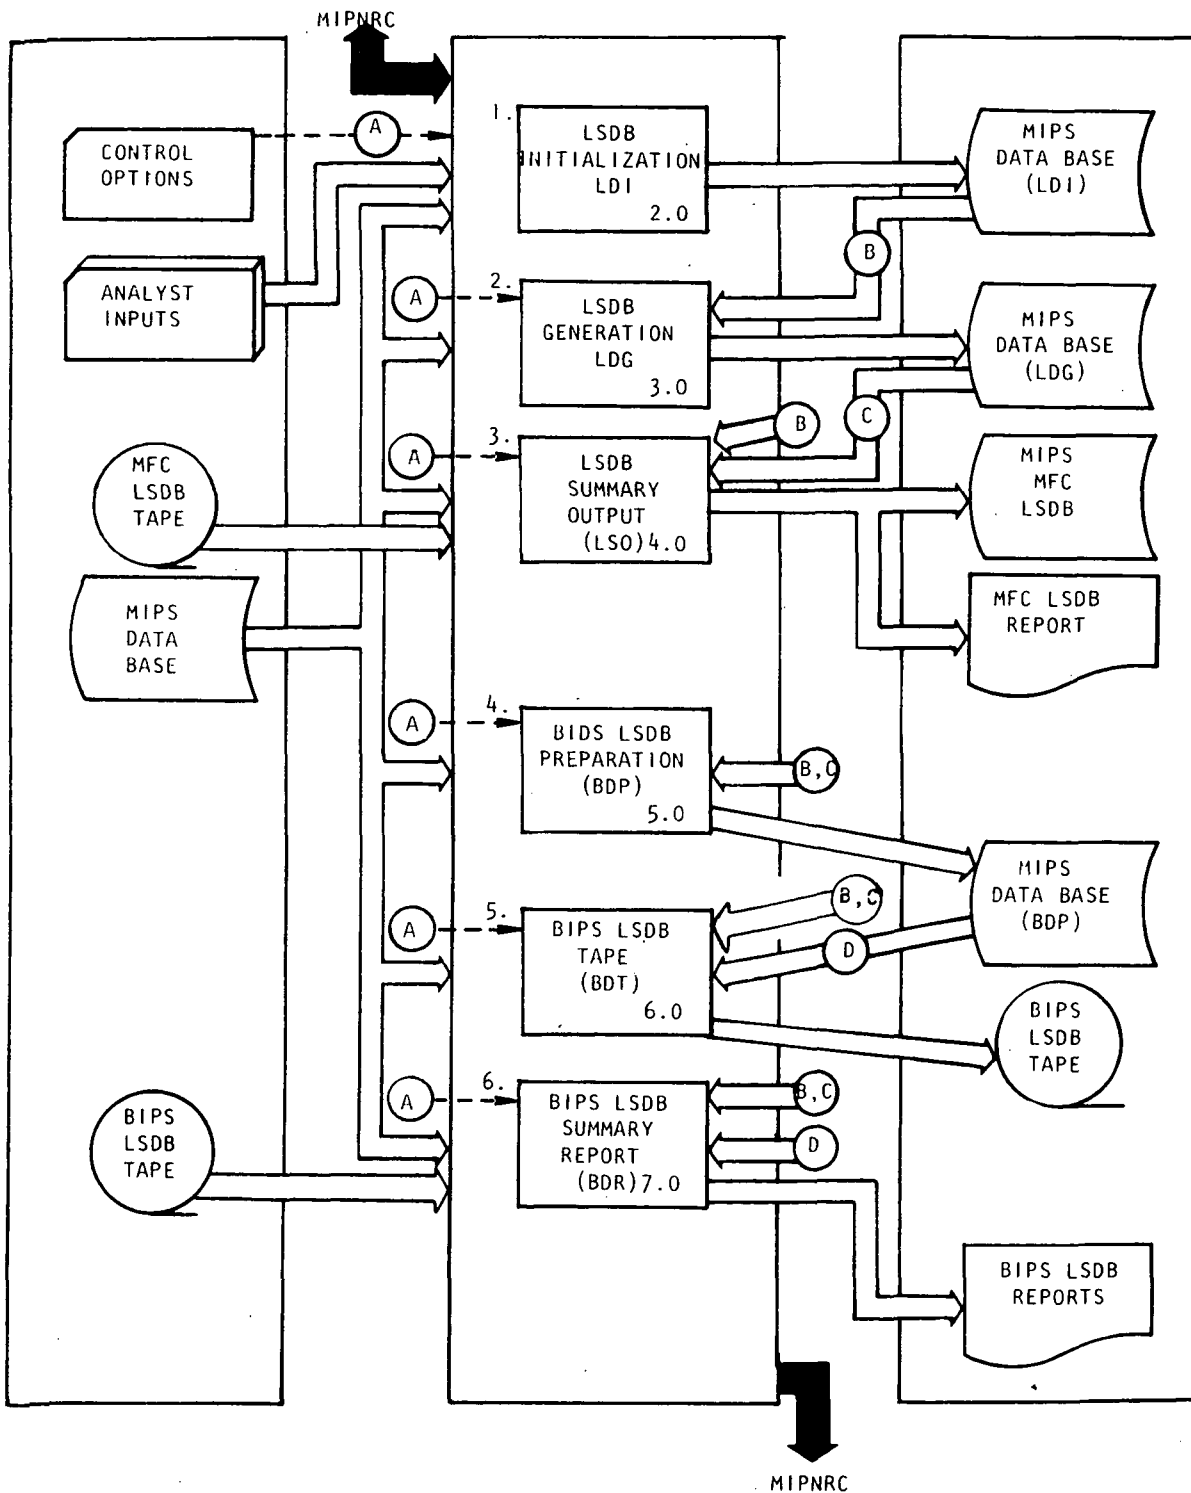 MIPNRC
CONTROL
OPTIONS
ANALYST
INPUTS
MFC
LSDB
TAPE
MIPS
DATA
BASE
BIPS
LSDB
TAPE
A
1.
LSDB
INITIALIZATION
LDI
2.0
A
2.
LSDB
GENERATION
LDG
3.0
A
3.
LSDB
SUMMARY
OUTPUT
(LSO)4.0
A
4.
BIDS LSDB
PREPARATION
(BDP)
5.0
A
5.
BIPS LSDB
TAPE
(BDT)
6.0
A
6.
BIPS LSDB
SUMMARY
REPORT
(BDR)7.0
B
B
C
B,C
B,C
D
B,C
D
MIPS
DATA BASE
(LDI)
MIPS
DATA BASE
(LDG)
MIPS
MFC
LSDB
MFC LSDB
REPORT
MIPS
DATA BASE
(BDP)
BIPS
LSDB
TAPE
BIPS LSDB
REPORTS
MIPNRC